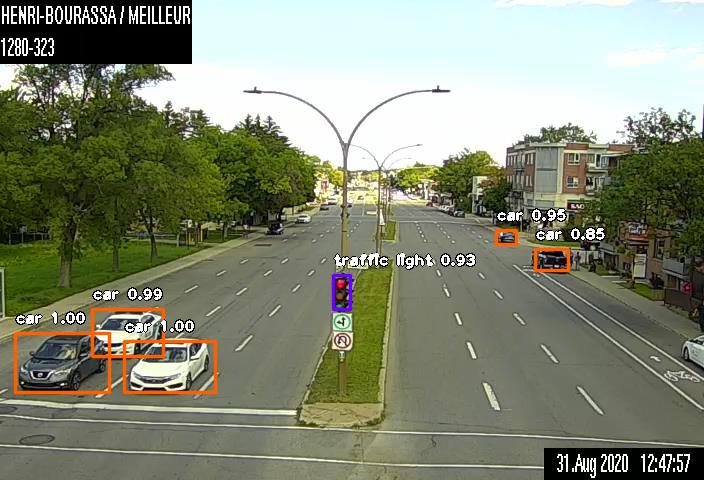 HENRI-BOURASSA / MEILLEUR
1280-323
car 0.95
car 0.85
traffic light 0.93
car 0.99
car 1.00
car 1.00
31.Aug 2020 12:47:57